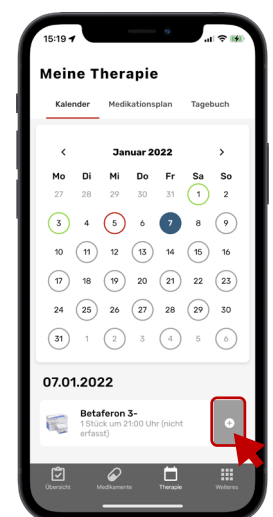 15:19
Meine Therapie
Kalender Medikationsplan Tagebuch
< Januar 2022 >
Mo Di Mi Do Fr Sa So
27 28 29 30 31 1 2
3 4 5 6 7 8 9
10 11 12 13 14 15 16
17 18 19 20 21 22 23
24 25 26 27 28 29 30
31 1 2 3 4 5 6
07.01.2022
Betaferon 3-
1 Stück um 21:00 Uhr (nicht
erfasst)
Übersicht Medikamente Therapie Weiteres